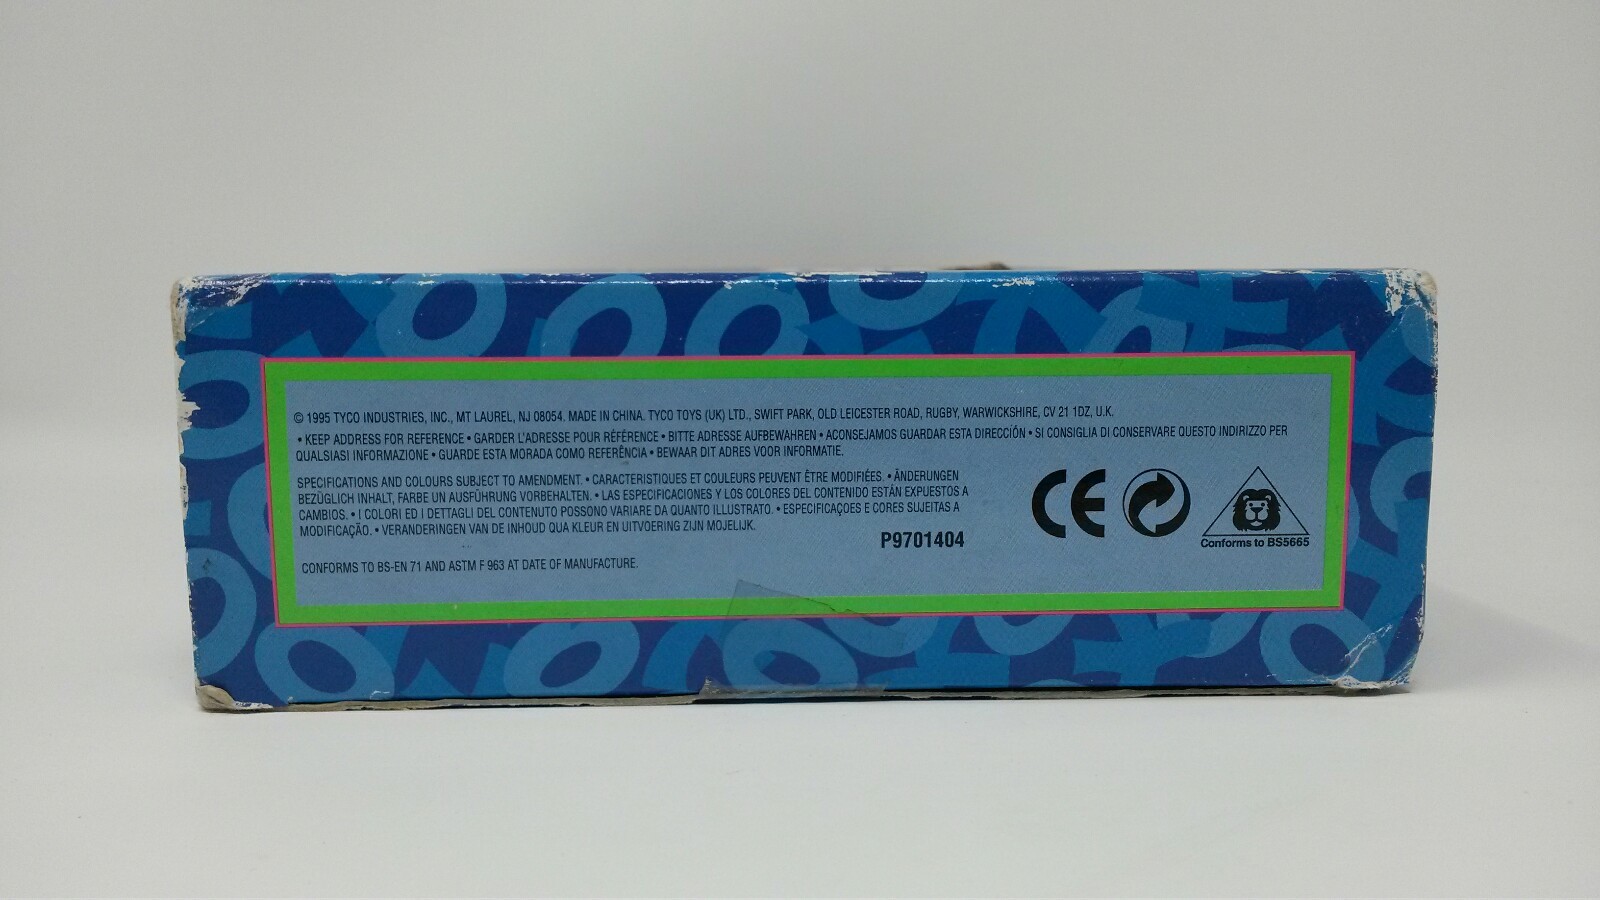 © 1995 TYCO INDUSTRIES, INC., MT LAUREL, NJ 08054. MADE IN CHINA. TYCO TOYS (UK) LTD., SWIFT PARK, OLD LEICESTER ROAD, RUGBY, WARWICKSHIRE, CV 21 1DZ, U.K.
• KEEP ADDRESS FOR REFERENCE • GARDER L'ADRESSE POUR RÉFÉRENCE • BITTE ADRESSE AUFBEWAHREN • ACONSEJAMOS GUARDAR ESTA DIRECCIÓN • SI CONSIGLIA DI CONSERVARE QUESTO INDIRIZZO PER
QUALSIASI INFORMAZIONE • GUARDE ESTA MORADA COMO REFERÊNCIA • BEWAAR DIT ADRES VOOR INFORMATIE.
SPECIFICATIONS AND COLOURS SUBJECT TO AMENDMENT. • CARACTERISTIQUES ET COULEURS PEUVENT ÊTRE MODIFIÉES. • ÄNDERUNGEN
BEZÜGLICH INHALT, FARBE UN AUSFÜHRUNG VORBEHALTEN. • LAS ESPECIFICACIONES Y LOS COLORES DEL CONTENIDO ESTÁN EXPUESTOS A
CAMBIOS. • I COLORI ED I DETTAGLI DEL CONTENUTO POSSONO VARIARE DA QUANTO ILLUSTRATO. • ESPECIFICAÇOES E CORES SUJEITAS A
MODIFICAÇÃO. • VERANDERINGEN VAN DE INHOUD QUA KLEUR EN UITVOERING ZIJN MOJELIJK.
P9701404
CONFORMS TO BS-EN 71 AND ASTM F 963 AT DATE OF MANUFACTURE.
CE
Conforms to BS5665